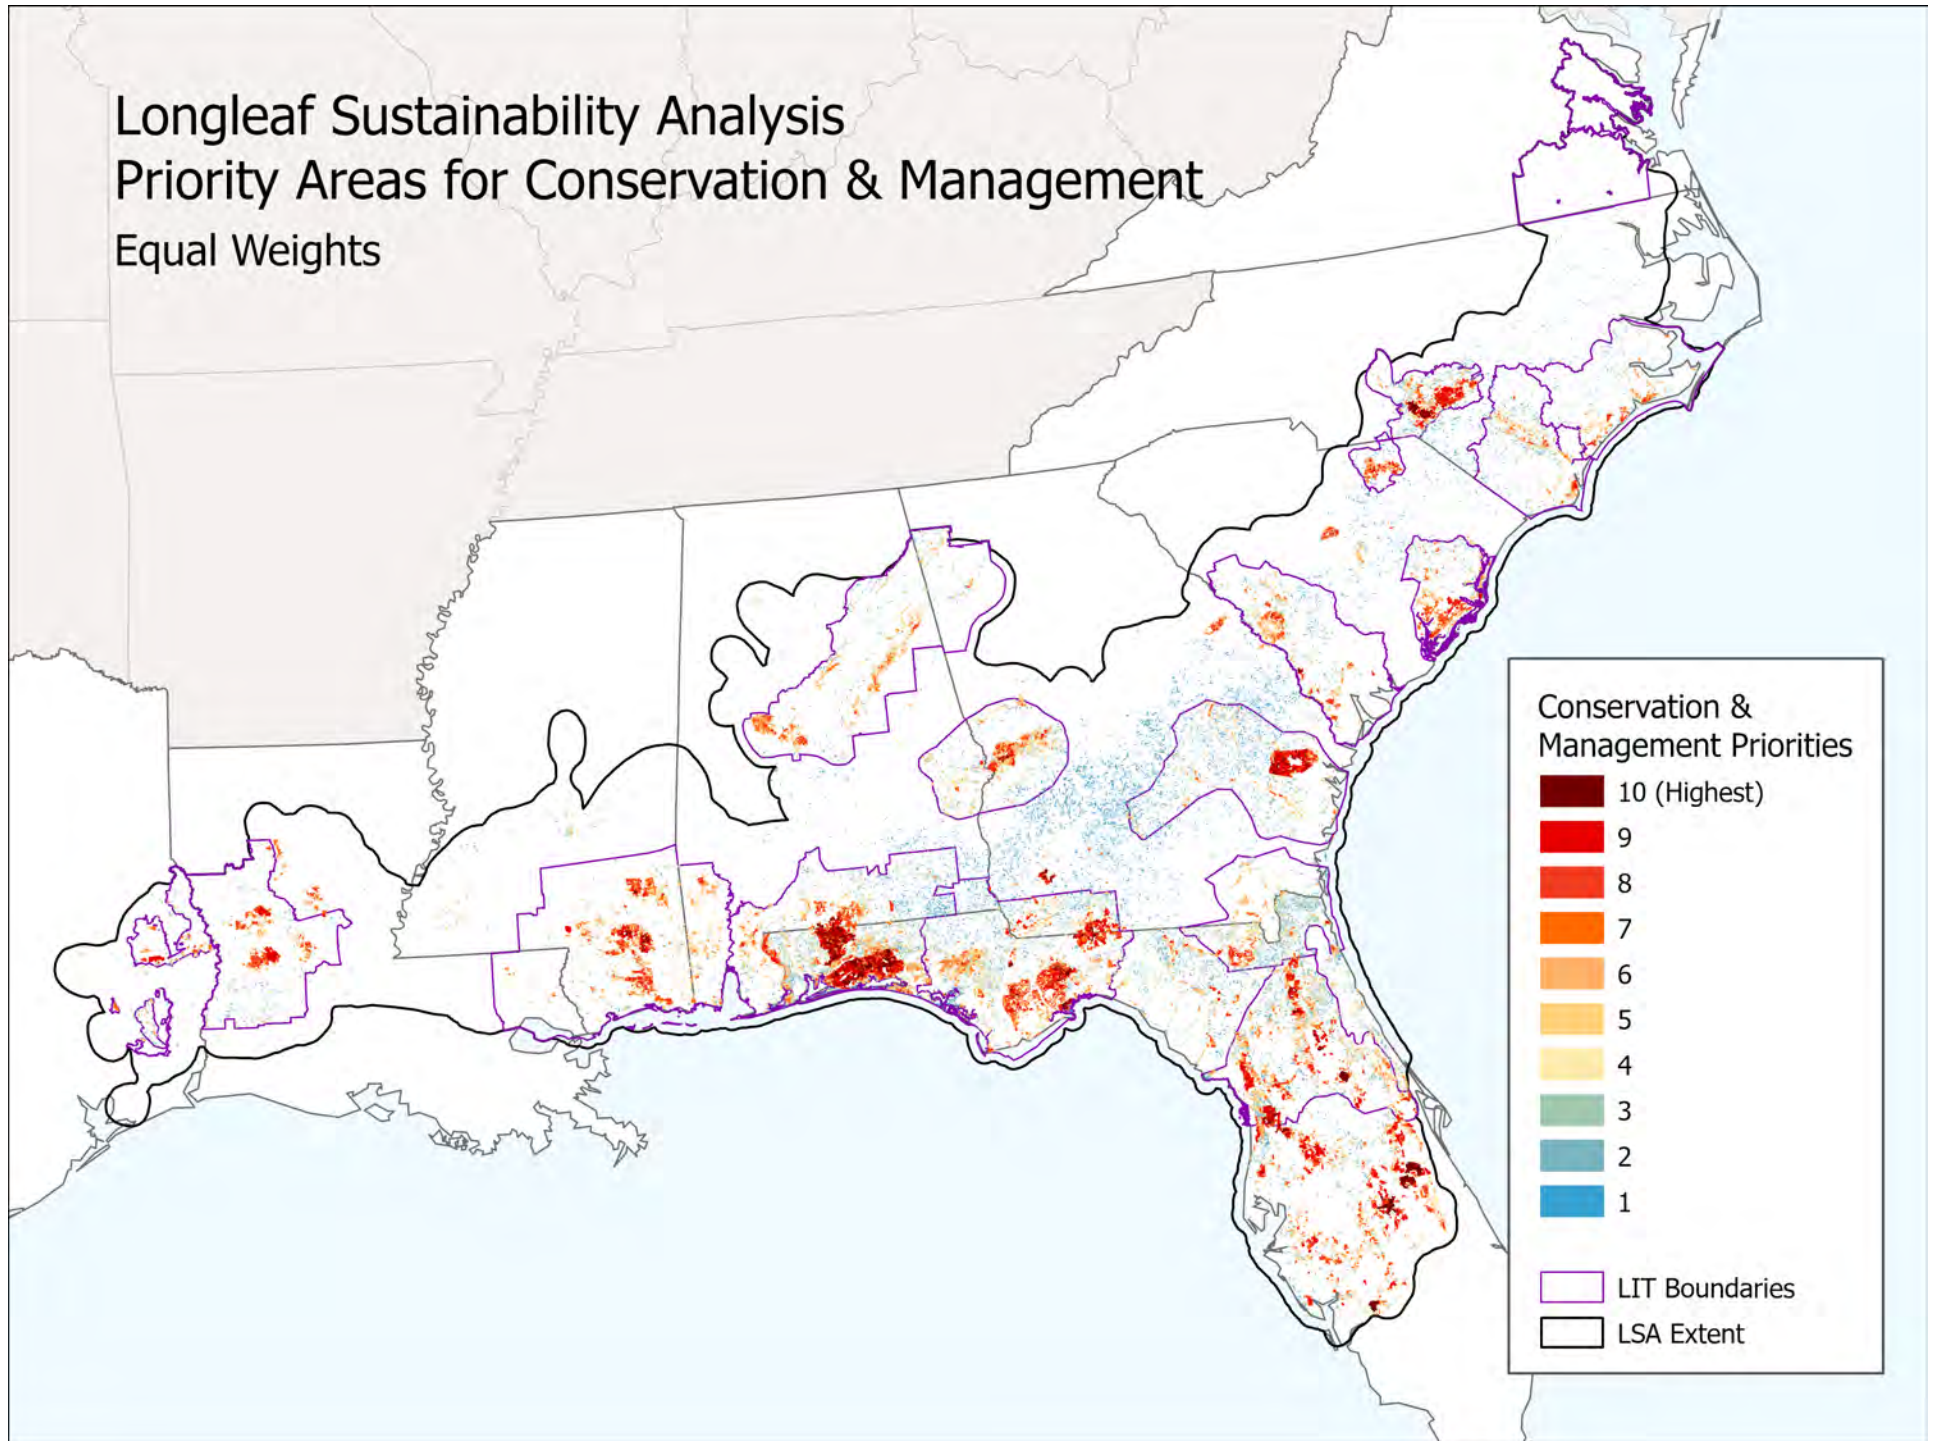 Longleaf Sustainability Analysis
Priority Areas for Conservation & Management
Equal Weights
Conservation &
Management Priorities
10 (Highest)
9
8
7
6
5
4
3
2
1
LIT Boundaries
LSA Extent